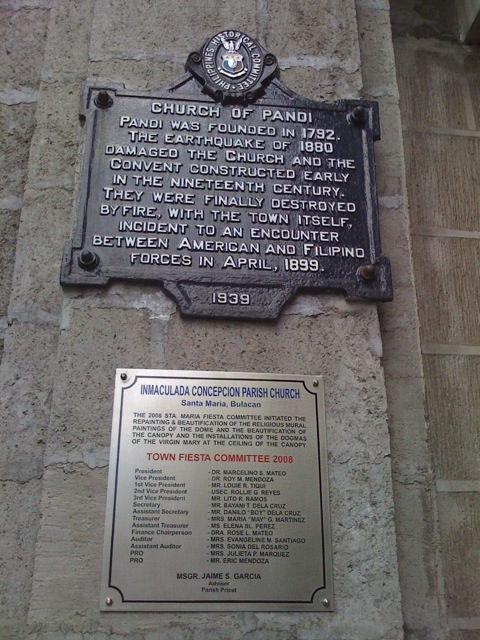 PHILIPPINES HISTORICAL COMMITTEE
CHURCH OF PANDI
PANDI WAS FOUNDED IN 1792.
THE EARTHQUAKE OF 1880
DAMAGED THE CHURCH AND THE
CONVENT CONSTRUCTED EARLY
IN THE NINETEENTH CENTURY.
THEY WERE FINALLY DESTROYED
BY FIRE, WITH THE TOWN ITSELF,
INCIDENT TO AN ENCOUNTER
BETWEEN AMERICAN AND FILIPINO
FORCES IN APRIL, 1899.
1939
INMACULADA CONCEPCION PARISH CHURCH
Santa Maria, Bulacan
THE 2008 STA. MARIA FIESTA COMMITTEE INITIATED THE
REPAINTING & BEAUTIFICATION OF THE RELIGIOUS MURAL
PAINTINGS OF THE DOME AND THE BEAUTIFICATION OF
THE CANOPY AND THE INSTALLATIONS OF THE DOGMAS
OF THE VIRGIN MARY AT THE CEILING OF THE CANOPY.
TOWN FIESTA COMMITTEE 2008
President - DR. MARCELINO S. MATEO
Vice President - DR. ROY M. MENDOZA
1st Vice President - MR. LOUIE R. TIQUI
2nd Vice President - USEC. ROLLIE G. REYES
3rd Vice President - MR. LITO R. RAMOS
Secretary - MR. BAYANI T. DELA CRUZ
Assistant Secretary - MR. DANILO "BOY" DELA CRUZ
Treasurer - MRS. MARIA "MAY" G. MARTINEZ
Assistant Treasurer - MS. ELENA SL. PEREZ
Finance Chairperson - DRA. ROSE L. MATEO
Auditor - MRS. EVANGELINE M. SANTIAGO
Assistant Auditor - MRS. SONIA DEL ROSARIO
PRO - MRS. JULIETA P. MARQUEZ
PRO - MR. ERIC MENDOZA
MSGR. JAIME S. GARCIA
Adviser
Parish Priest